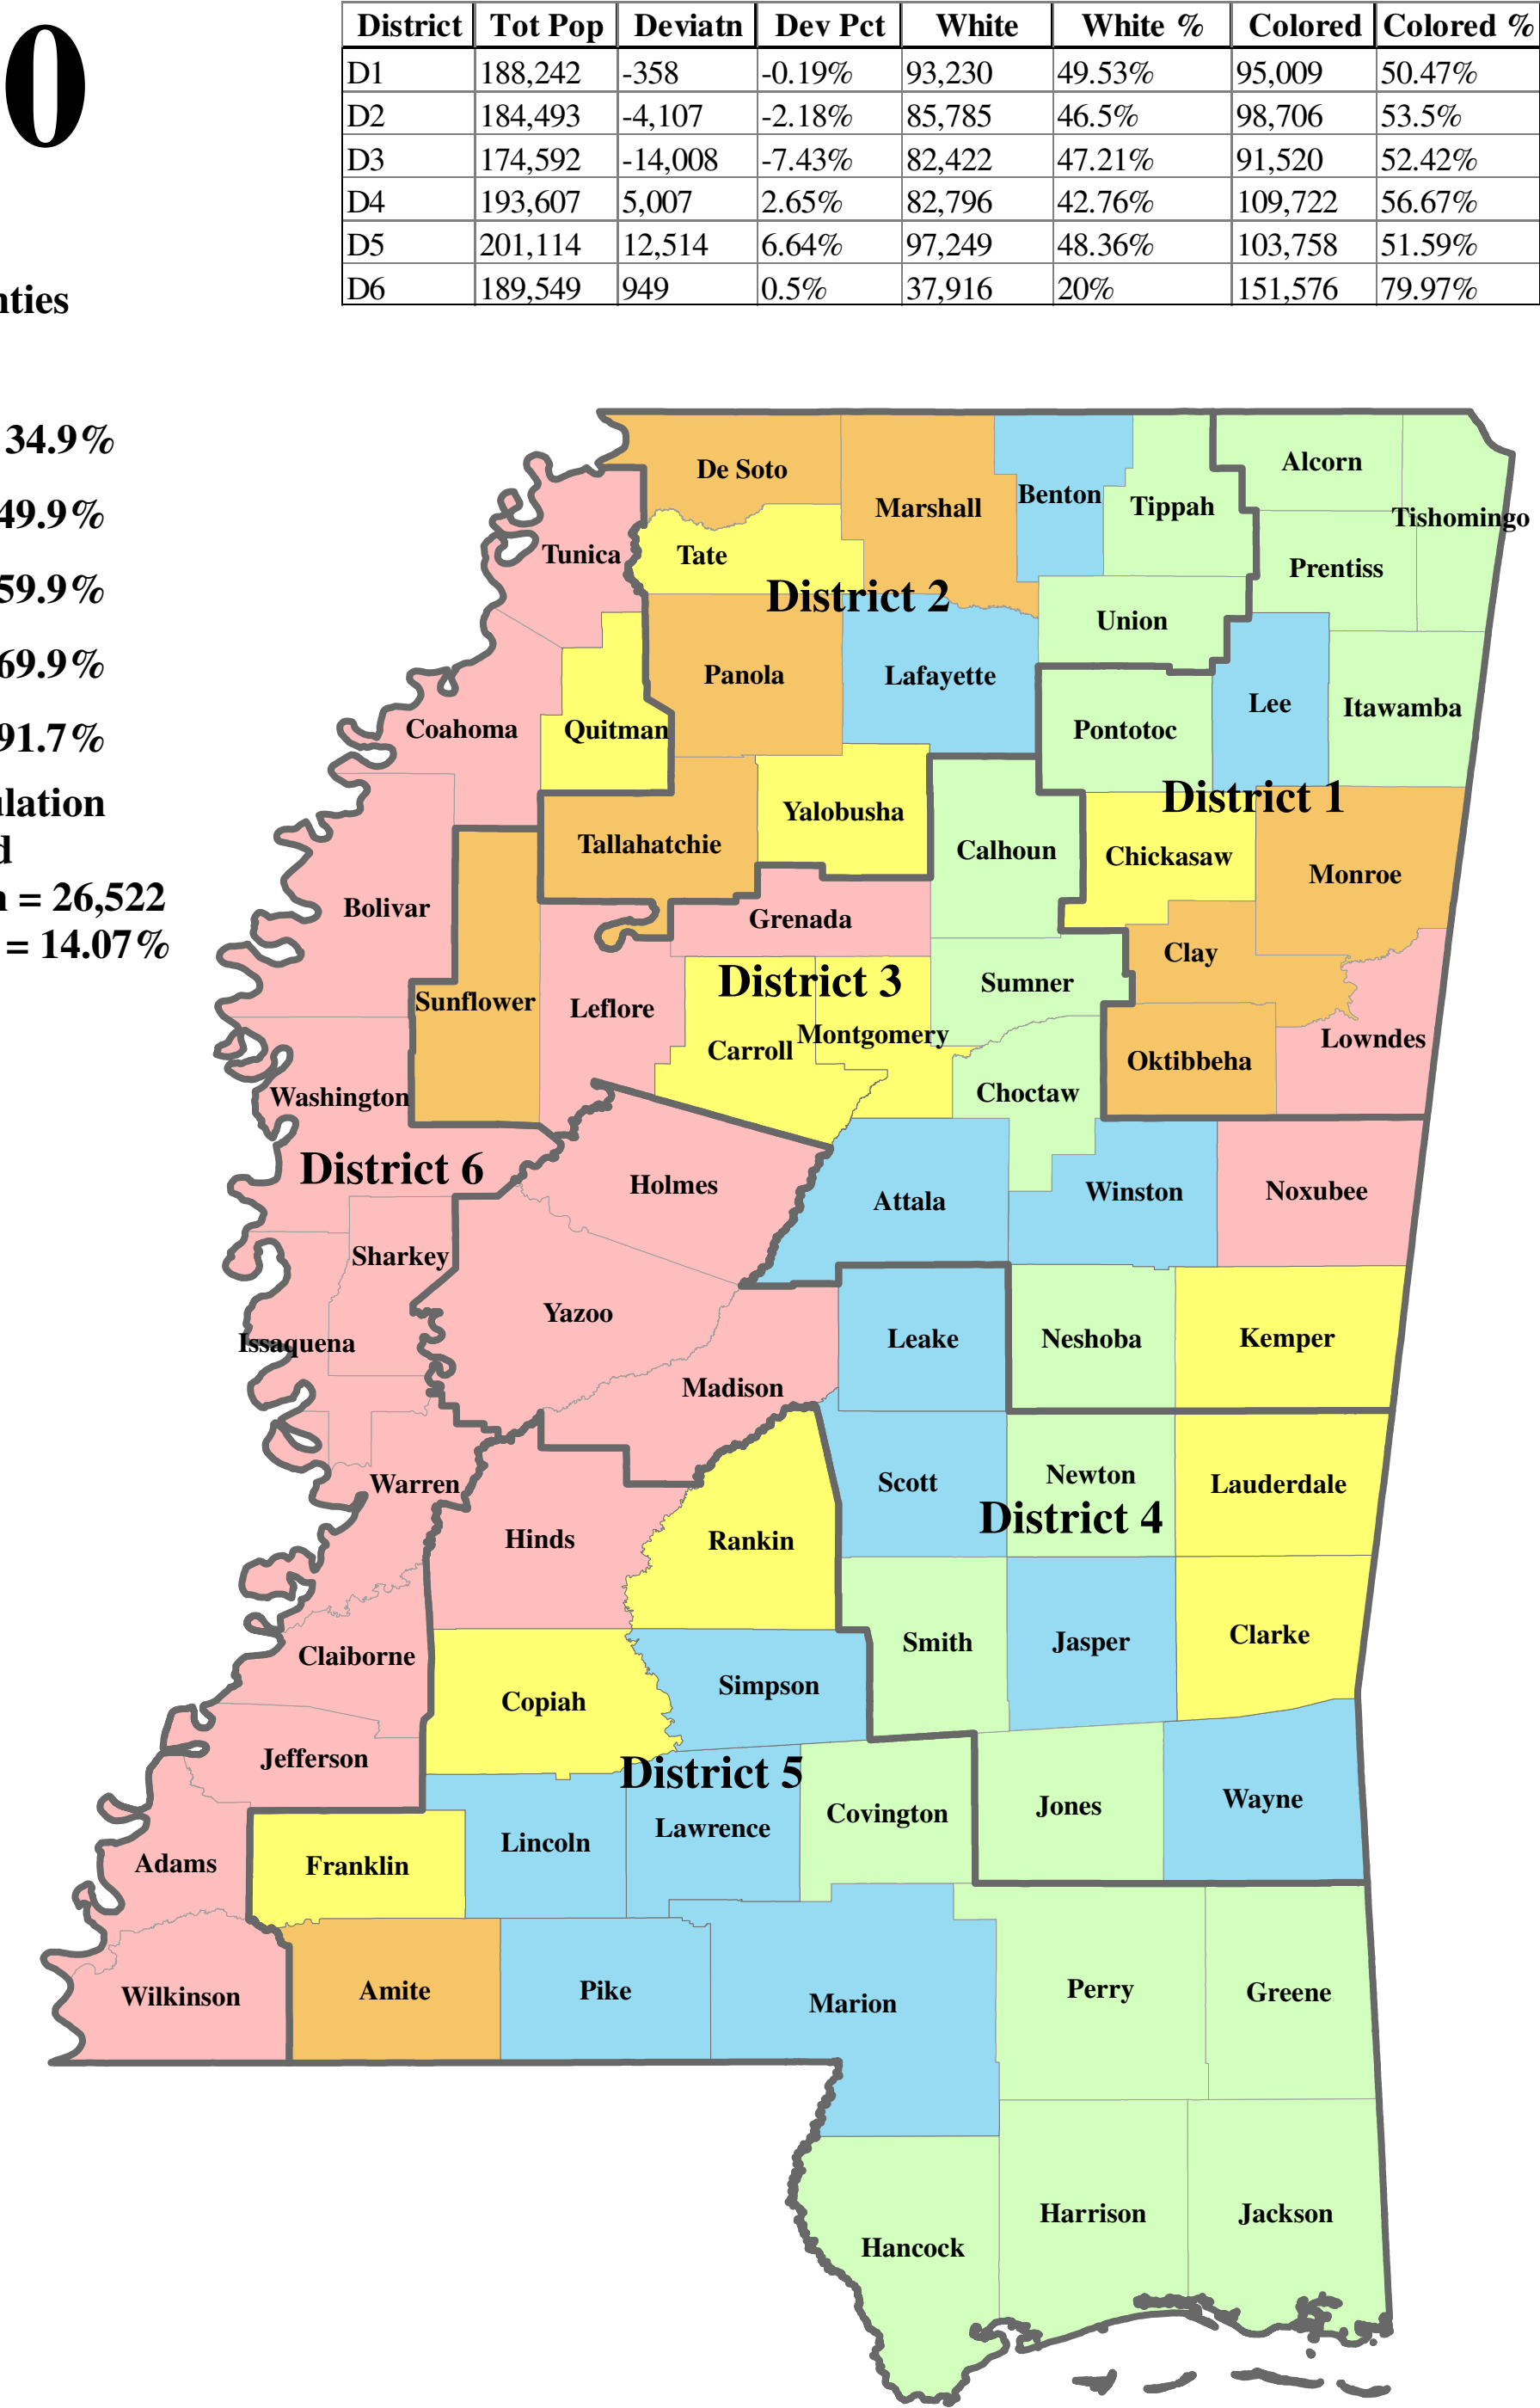 0
District Tot Pop Deviatn Dev Pct White White % Colored Colored %
D1 188,242 -358 -0.19% 93,230 49.53% 95,009 50.47%
D2 184,493 -4,107 -2.18% 85,785 46.5% 98,706 53.5%
D3 174,592 -14,008 -7.43% 82,422 47.21% 91,520 52.42%
D4 193,607 5,007 2.65% 82,796 42.76% 109,722 56.67%
D5 201,114 12,514 6.64% 97,249 48.36% 103,758 51.59%
D6 189,549 949 0.5% 37,916 20% 151,576 79.97%
nties
34.9%
49.9%
59.9%
69.9%
91.7%
ulation
d
n = 26,522
= 14.07%
De Soto
Alcorn
Marshall
Benton
Tippah
Tishomingo
Tunica
Tate
Prentiss
District 2
Union
Panola
Lafayette
Lee
Itawamba
Coahoma
Quitman
Pontotoc
District 1
Yalobusha
Tallahatchie
Calhoun
Chickasaw
Monroe
Bolivar
Grenada
Clay
District 3
Sumner
Sunflower
Leflore
Montgomery
Lowndes
Carroll
Oktibbeha
Washington
Choctaw
District 6
Holmes
Attala
Winston
Noxubee
Sharkey
Yazoo
Issaquena
Leake
Neshoba
Kemper
Madison
Warren
Scott
Newton
Lauderdale
District 4
Hinds
Rankin
Claiborne
Smith
Jasper
Clarke
Copiah
Simpson
Jefferson
District 5
Lawrence
Covington
Jones
Wayne
Adams
Franklin
Lincoln
Wilkinson
Amite
Pike
Marion
Perry
Greene
Hancock
Harrison
Jackson